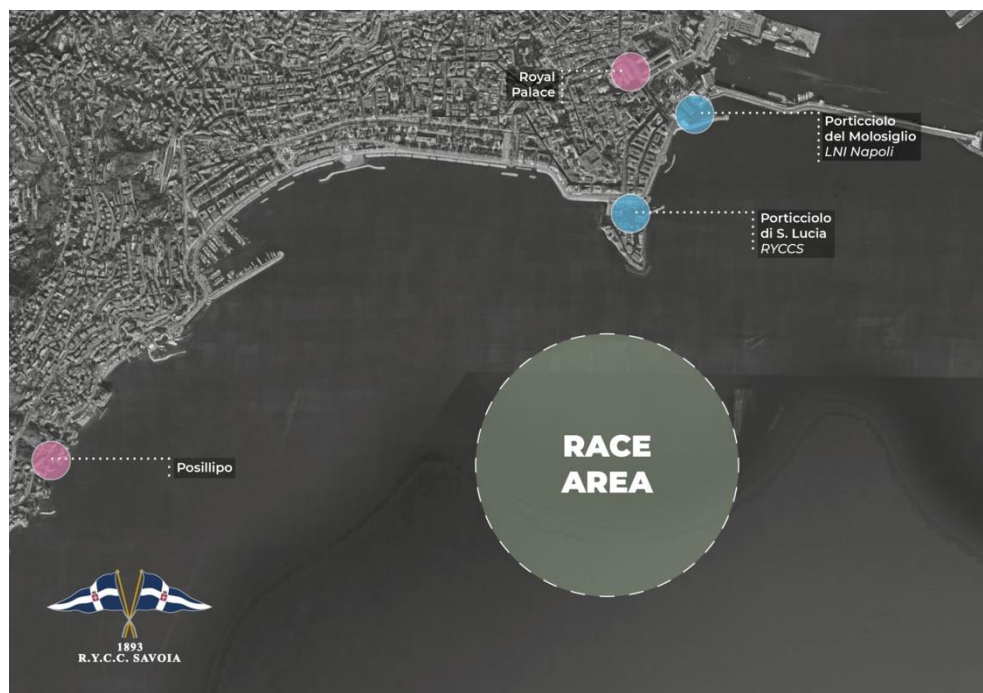 Royal
Palace
Porticciolo
del Molosiglio
LNI Napoli
Porticciolo
di S. Lucia
RYCCS
RACE
AREA
Posillipo
1893
R.Y.C.C. SAVOIA